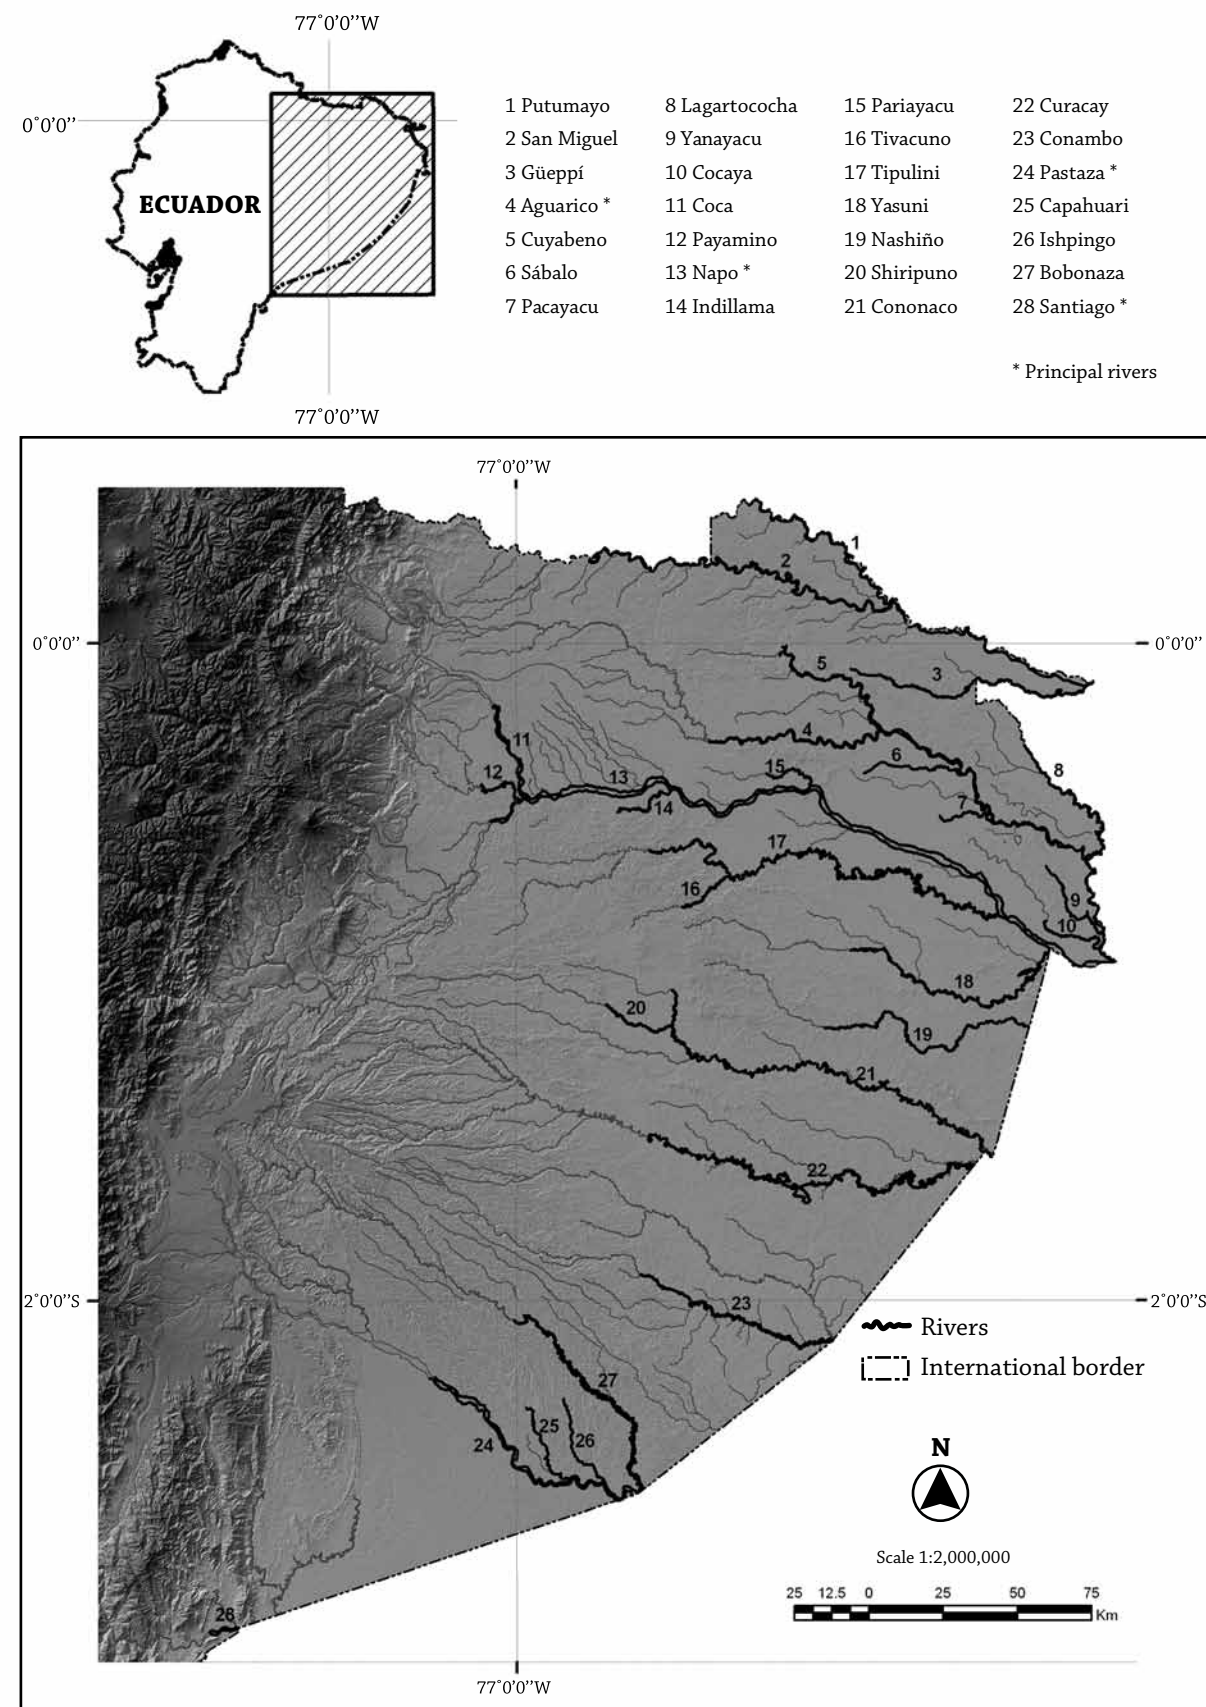 77°0'0''W
0°0'0''
ECUADOR
77°0'0''W
1 Putumayo
2 San Miguel
3 Güeppí
4 Aguarico *
5 Cuyabeno
6 Sábalo
7 Pacayacu
8 Lagartococha
9 Yanayacu
10 Cocaya
11 Coca
12 Payamino
13 Napo *
14 Indillama
15 Pariayacu
16 Tivacuno
17 Tipulini
18 Yasuni
19 Nashiño
20 Shiripuno
21 Cononaco
22 Curacay
23 Conambo
24 Pastaza *
25 Capahuari
26 Ishpingo
27 Bobonaza
28 Santiago *
* Principal rivers
77°0'0''W
1
2
0°0'0''
0°0'0''
5
3
4
11
6
8
12
13
15
14
7
17
16
9
10
18
20
19
21
22
2°0'0''S
2°0'0''S
23
Rivers
International border
27
25
24
26
N
Scale 1:2,000,000
25 12.5 0 25 50 75
Km
28
77°0'0''W